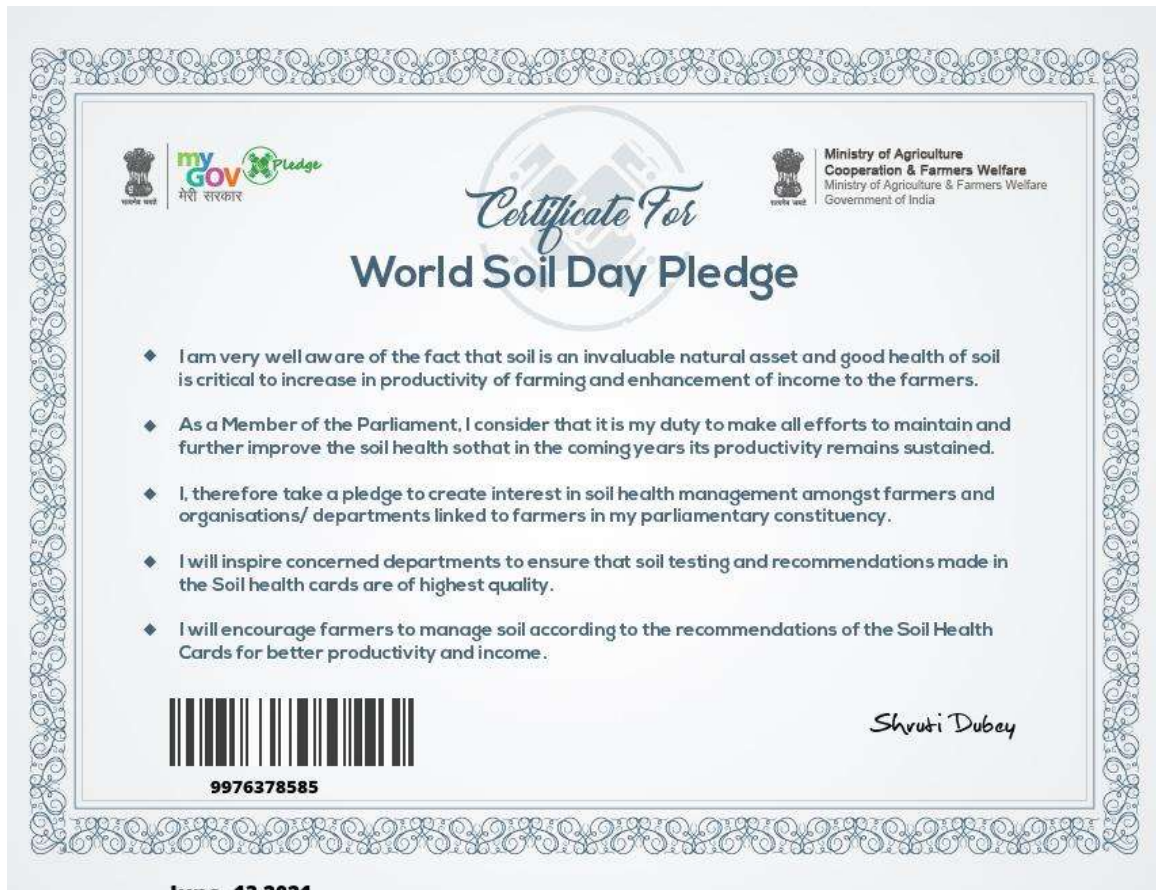 my
GOV Pledge
मेरी सरकार
सत्यमेव जयते
Ministry of Agriculture
Cooperation & Farmers Welfare
Ministry of Agriculture & Farmers Welfare
Government of India
सत्यमेव जयते
Certificate For
World Soil Day Pledge
I am very well aware of the fact that soil is an invaluable natural asset and good health of soil
is critical to increase in productivity of farming and enhancement of income to the farmers.
As a Member of the Parliament, I consider that it is my duty to make all efforts to maintain and
further improve the soil health sothat in the coming years its productivity remains sustained.
I, therefore take a pledge to create interest in soil health management amongst farmers and
organisations/ departments linked to farmers in my parliamentary constituency.
I will inspire concerned departments to ensure that soil testing and recommendations made in
the Soil health cards are of highest quality.
I will encourage farmers to manage soil according to the recommendations of the Soil Health
Cards for better productivity and income.
Shruti Dubey
9976378585